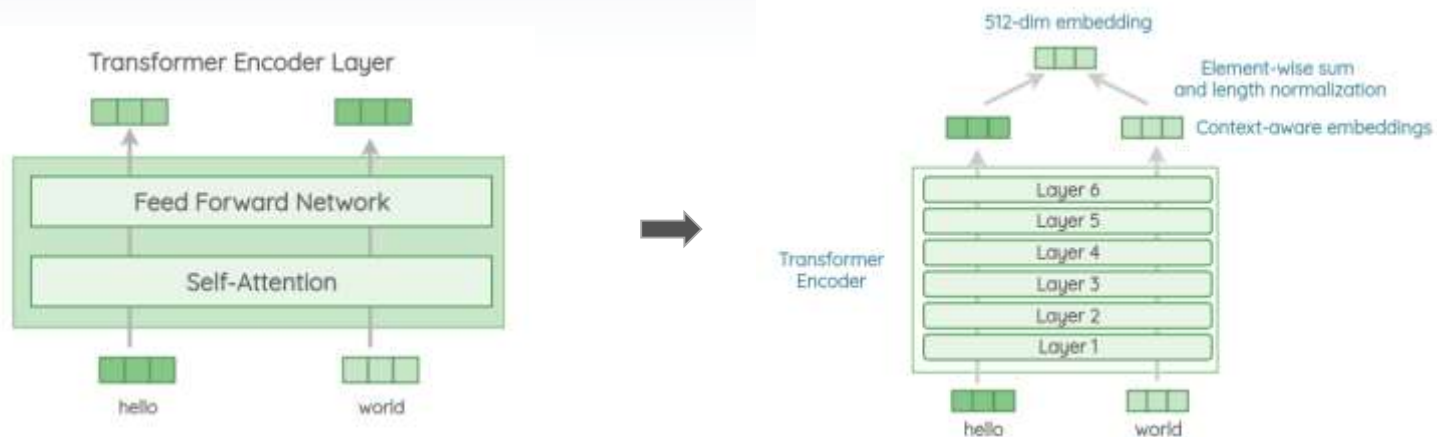 Transformer Encoder Layer
Feed Forward Network
Self-Attention
hello
world
512-dim embedding
Element-wise sum
and length normalization
Context-aware embeddings
Transformer
Encoder
Layer 6
Layer 5
Layer 4
Layer 3
Layer 2
Layer 1
hello
world